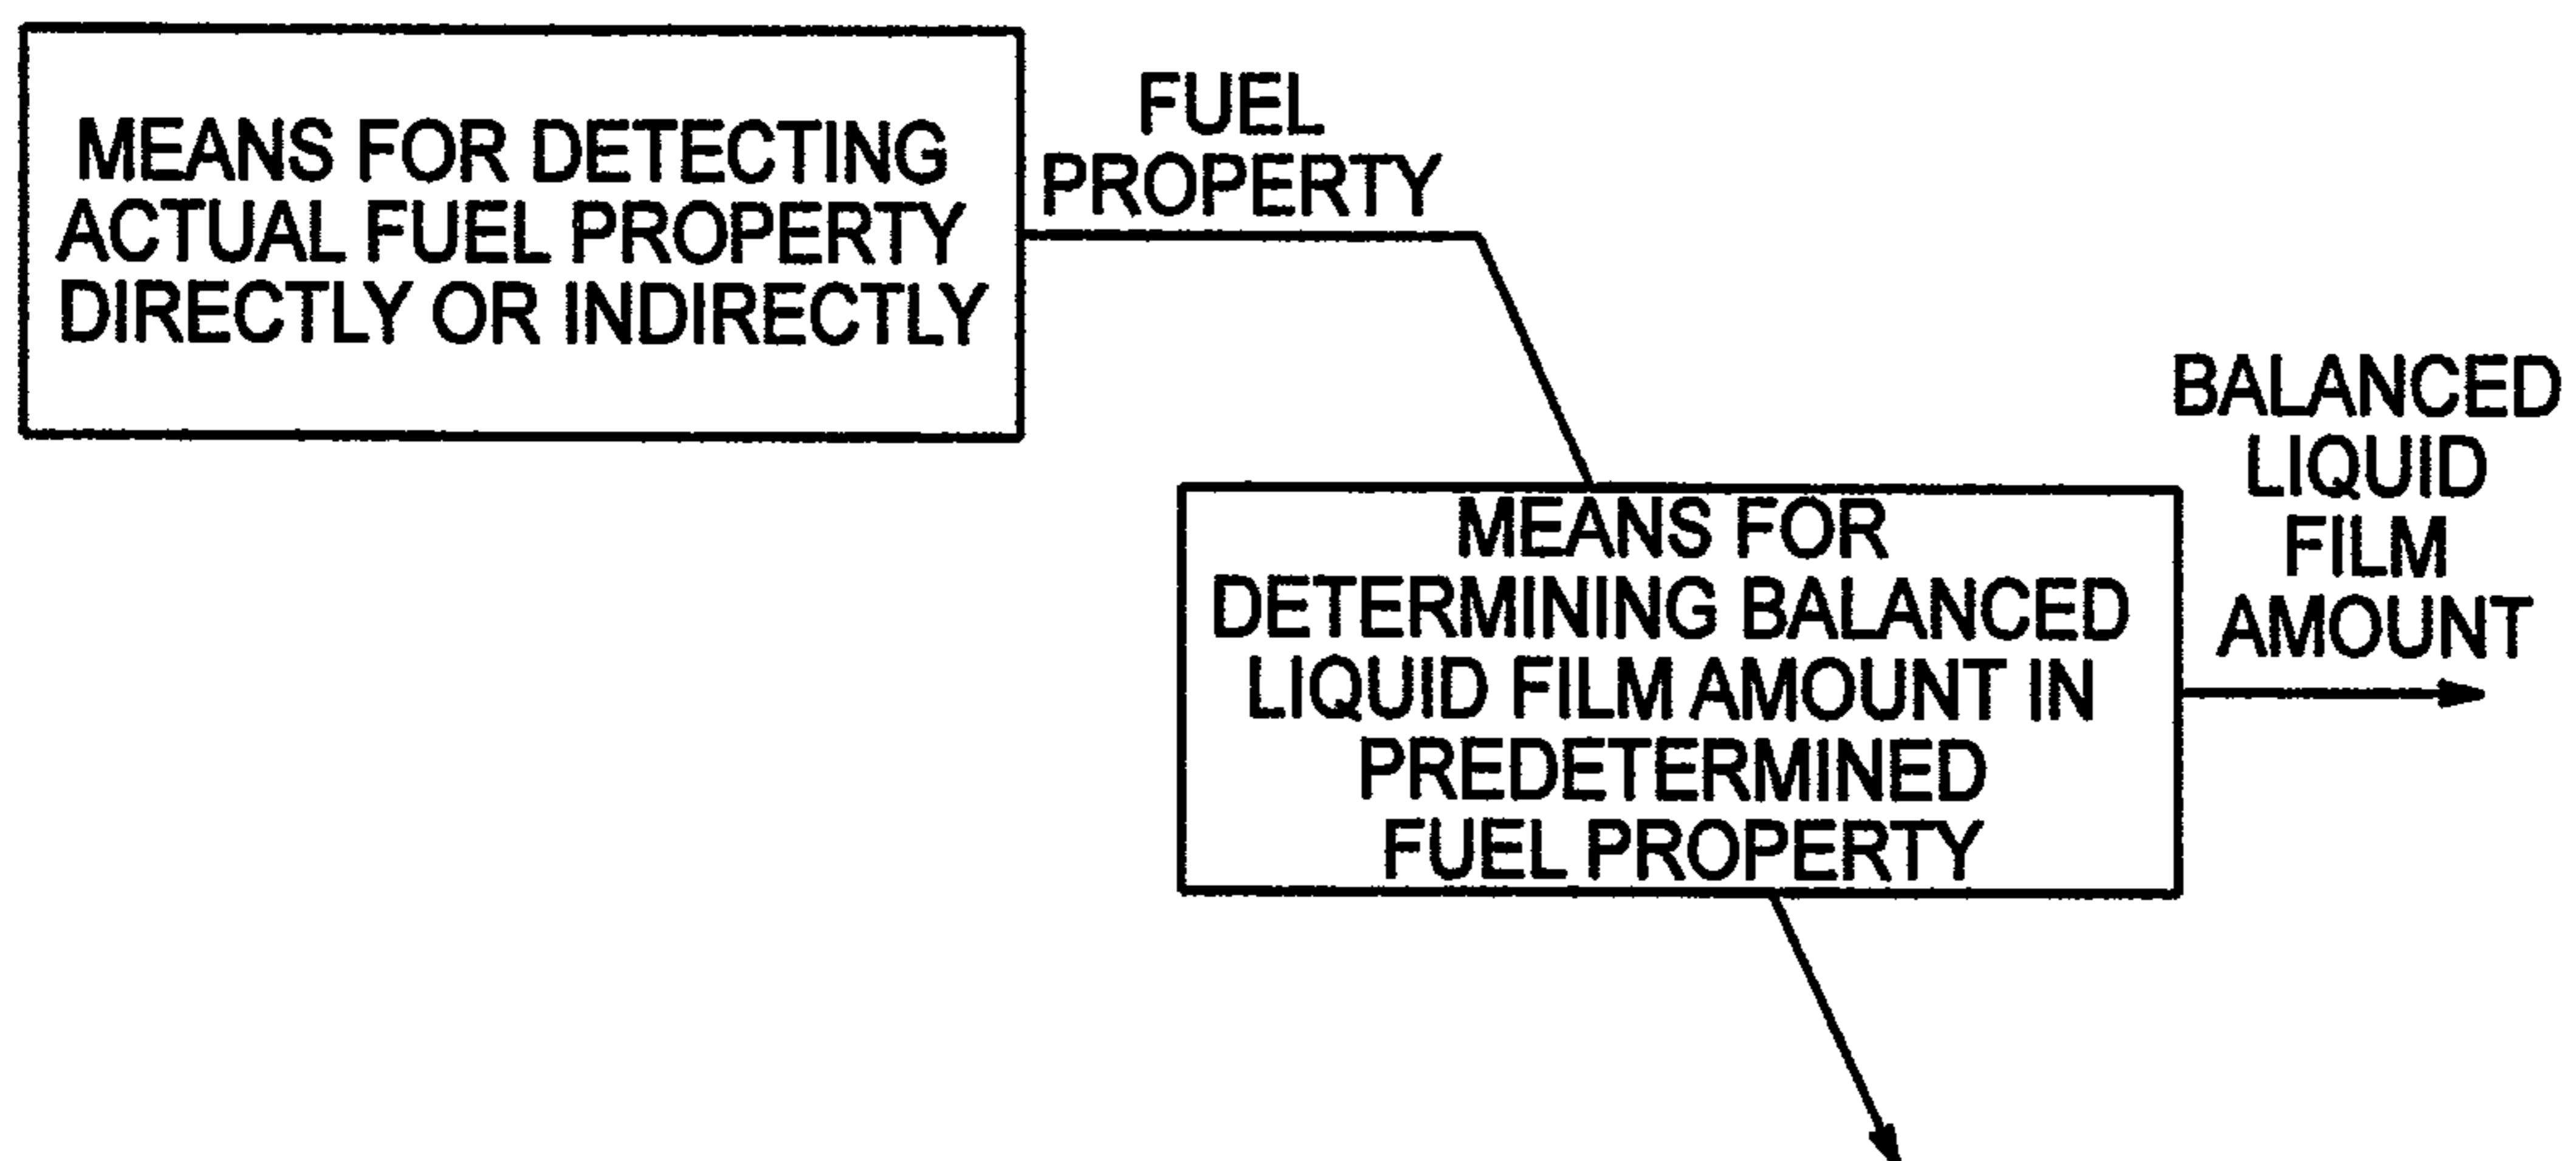 MEANS FOR DETECTING
ACTUAL FUEL PROPERTY
DIRECTLY OR INDIRECTLY
FUEL
PROPERTY
MEANS FOR
DETERMINING BALANCED
LIQUID FILM AMOUNT IN
PREDETERMINED
FUEL PROPERTY
BALANCED
LIQUID
FILM
AMOUNT